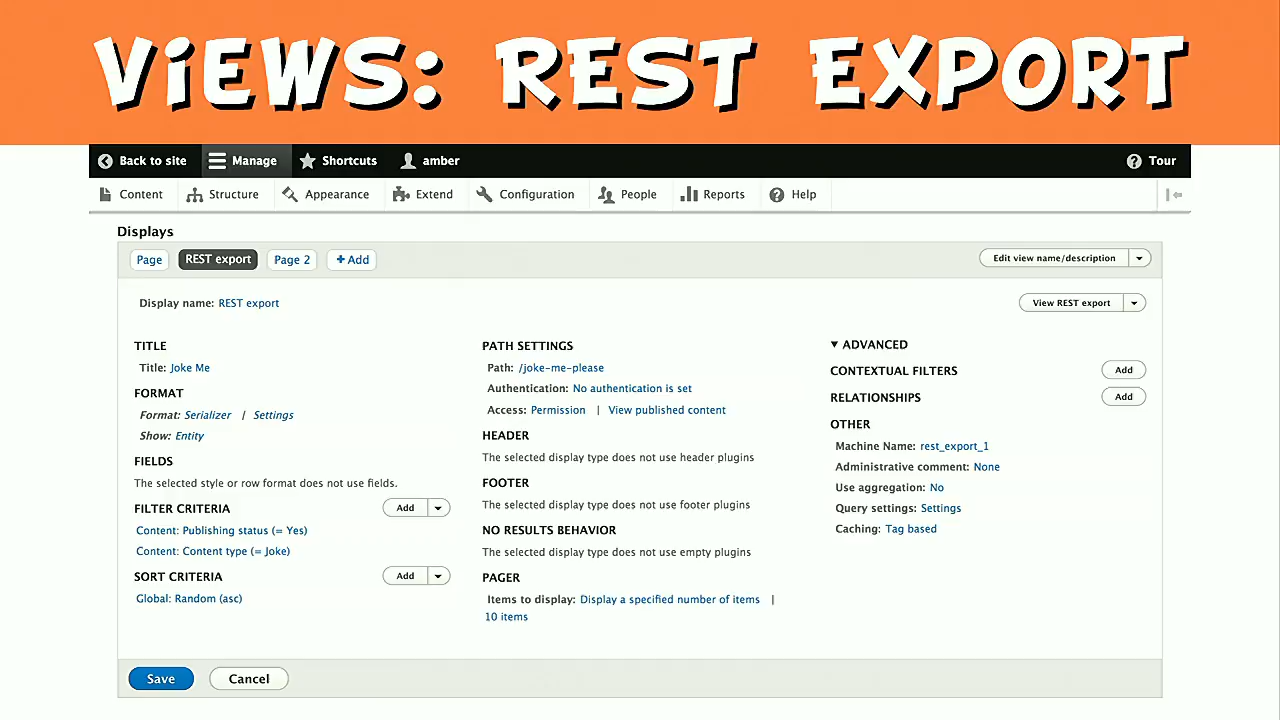 VIEWS: REST EXPORT
Back to site Manage Shortcuts amber Tour
Content Structure Appearance Extend Configuration People Reports Help
Displays
Page REST export Page 2 + Add Edit view name/description
Display name: REST export View REST export
TITLE
Title: Joke Me
FORMAT
Format: Serializer | Settings
Show: Entity
FIELDS
The selected style or row format does not use fields.
FILTER CRITERIA Add
Content: Publishing status (= Yes)
Content: Content type (= Joke)
SORT CRITERIA Add
Global: Random (asc)
PATH SETTINGS
Path: /joke-me-please
Authentication: No authentication is set
Access: Permission | View published content
HEADER
The selected display type does not use header plugins
FOOTER
The selected display type does not use footer plugins
NO RESULTS BEHAVIOR
The selected display type does not use empty plugins
PAGER
Items to display: Display a specified number of items |
10 items
ADVANCED
CONTEXTUAL FILTERS Add
RELATIONSHIPS Add
OTHER
Machine Name: rest_export_1
Administrative comment: None
Use aggregation: No
Query settings: Settings
Caching: Tag based
Save Cancel